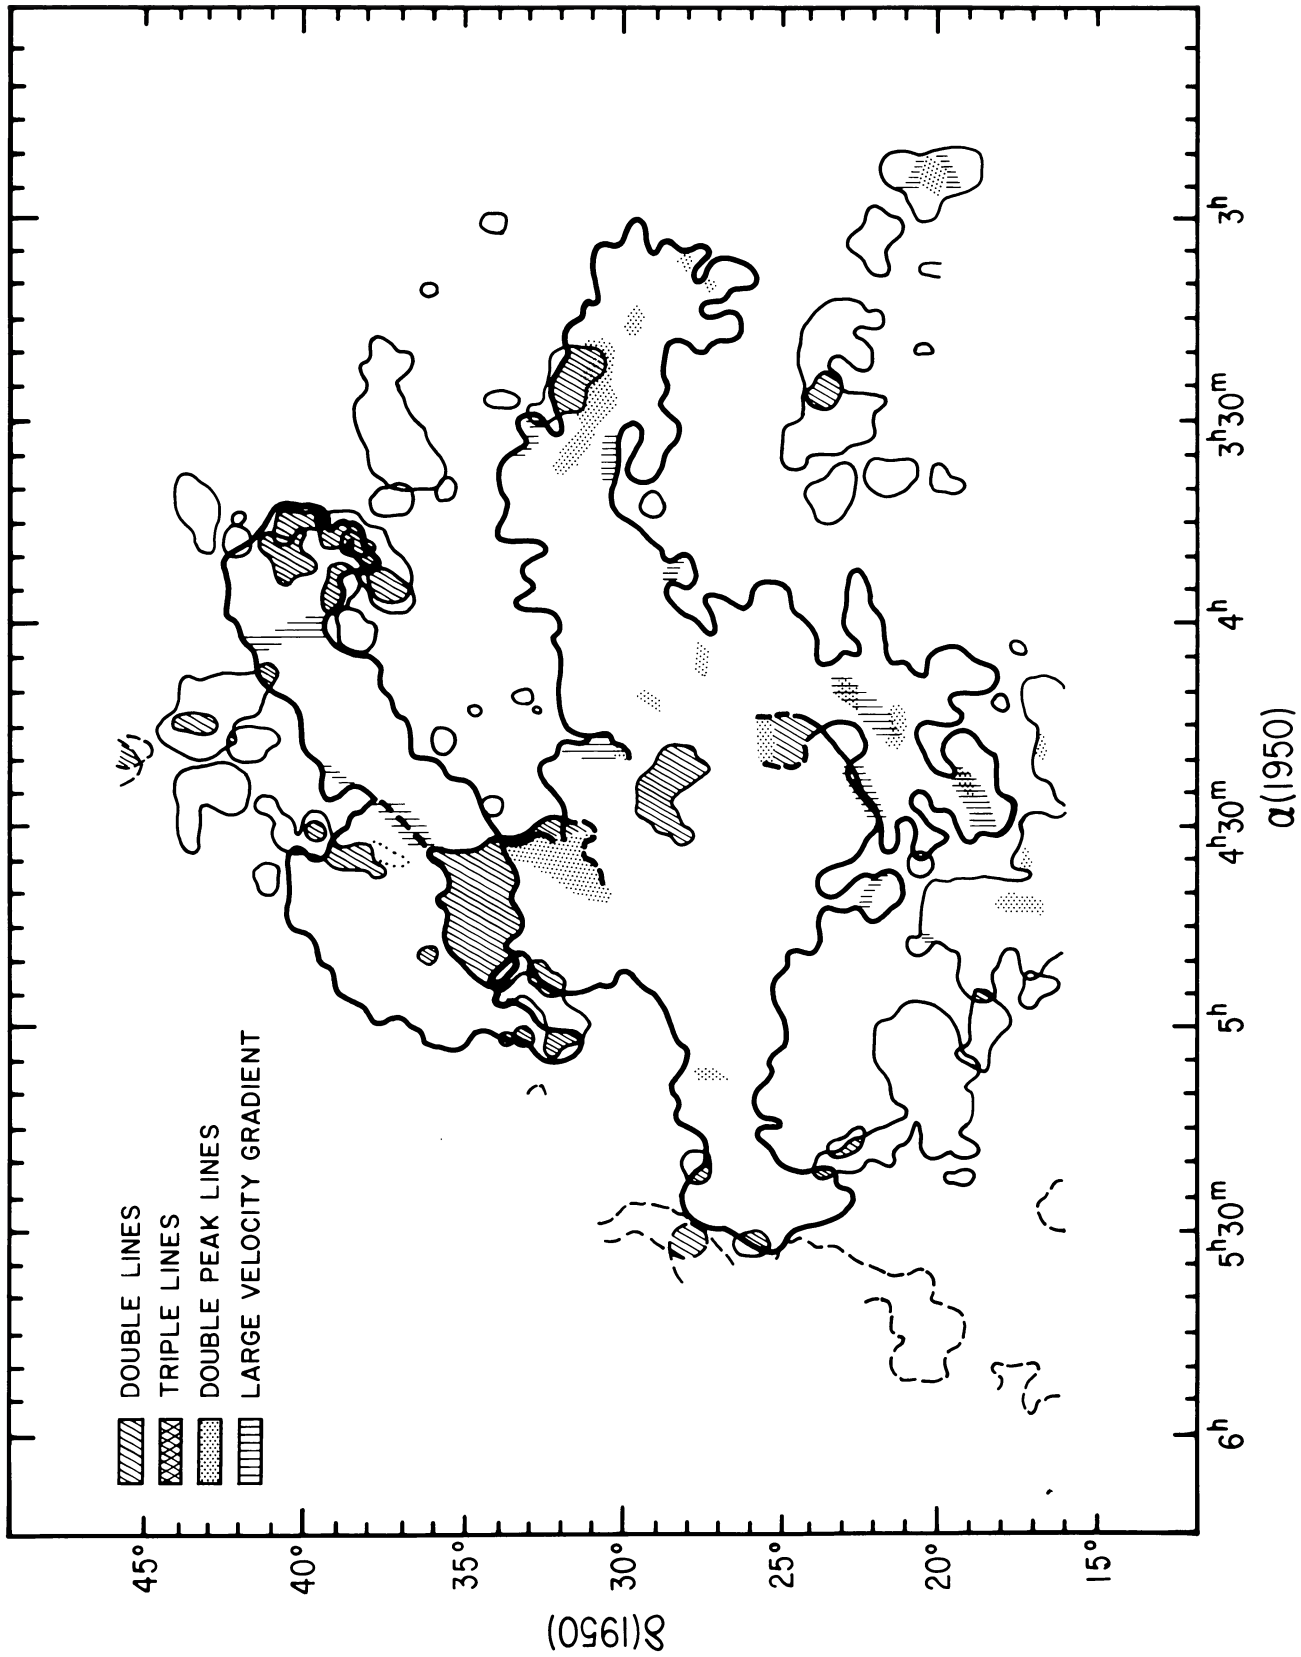 DOUBLE LINES
TRIPLE LINES
DOUBLE PEAK LINES
LARGE VELOCITY GRADIENT
δ(1950)
45°
40°
35°
30°
25°
20°
15°
6ʰ
5ʰ30ᵐ
5ʰ
4ʰ30ᵐ
4ʰ
3ʰ30ᵐ
3ʰ
α(1950)